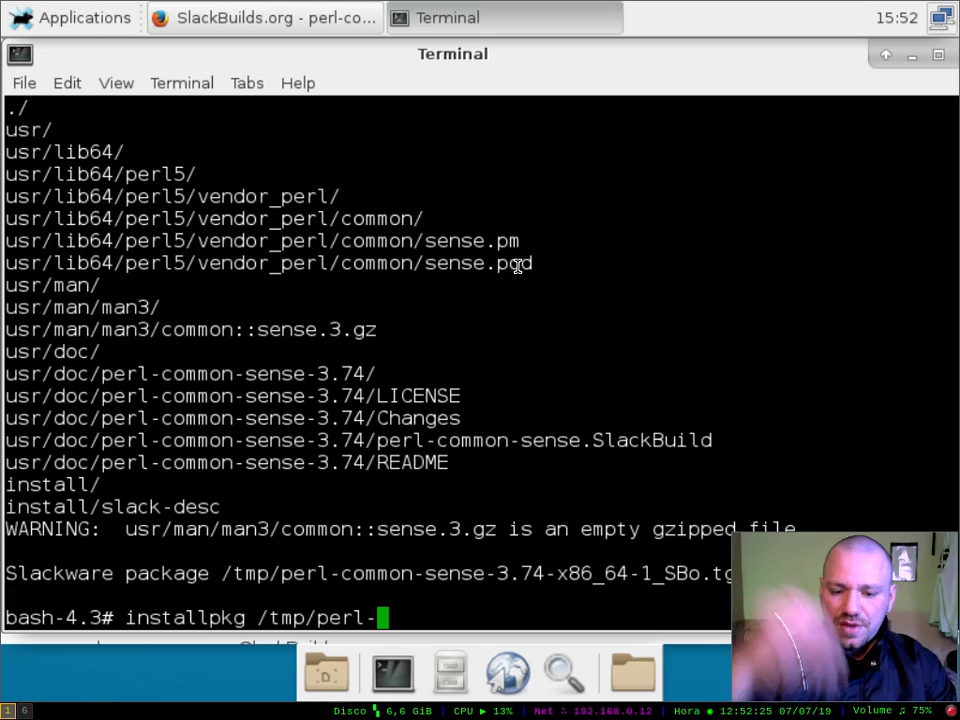 Applications
SlackBuilds.org - perl-co...
Terminal
15:52
Terminal
File Edit View Terminal Tabs Help
./
usr/
usr/lib64/
usr/lib64/perl5/
usr/lib64/perl5/vendor_perl/
usr/lib64/perl5/vendor_perl/common/
usr/lib64/perl5/vendor_perl/common/sense.pm
usr/lib64/perl5/vendor_perl/common/sense.pod
usr/man/
usr/man/man3/
usr/man/man3/common::sense.3.gz
usr/doc/
usr/doc/perl-common-sense-3.74/
usr/doc/perl-common-sense-3.74/LICENSE
usr/doc/perl-common-sense-3.74/Changes
usr/doc/perl-common-sense-3.74/perl-common-sense.SlackBuild
usr/doc/perl-common-sense-3.74/README
install/
install/slack-desc
WARNING:  usr/man/man3/common::sense.3.gz is an empty gzipped file
Slackware package /tmp/perl-common-sense-3.74-x86_64-1_SBo.tg
bash-4.3# installpkg /tmp/perl-
1 6 Disco 6,6 GiB | CPU ▶ 13% | Net ∴ 192.168.0.12 | Hora ◉ 12:52:25 07/07/19 | Volume ♫ 75%